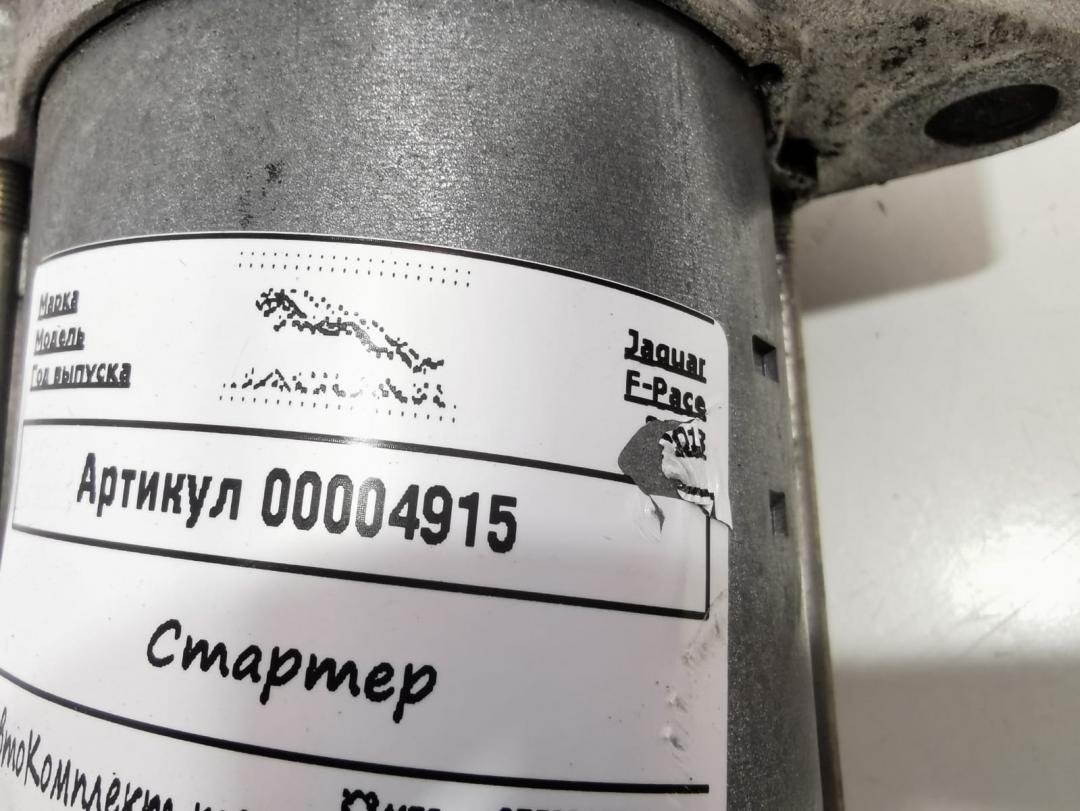 Марка
Модель
Год выпуска
Jaguar
F-Pace
Артикул 00004915
Стартер